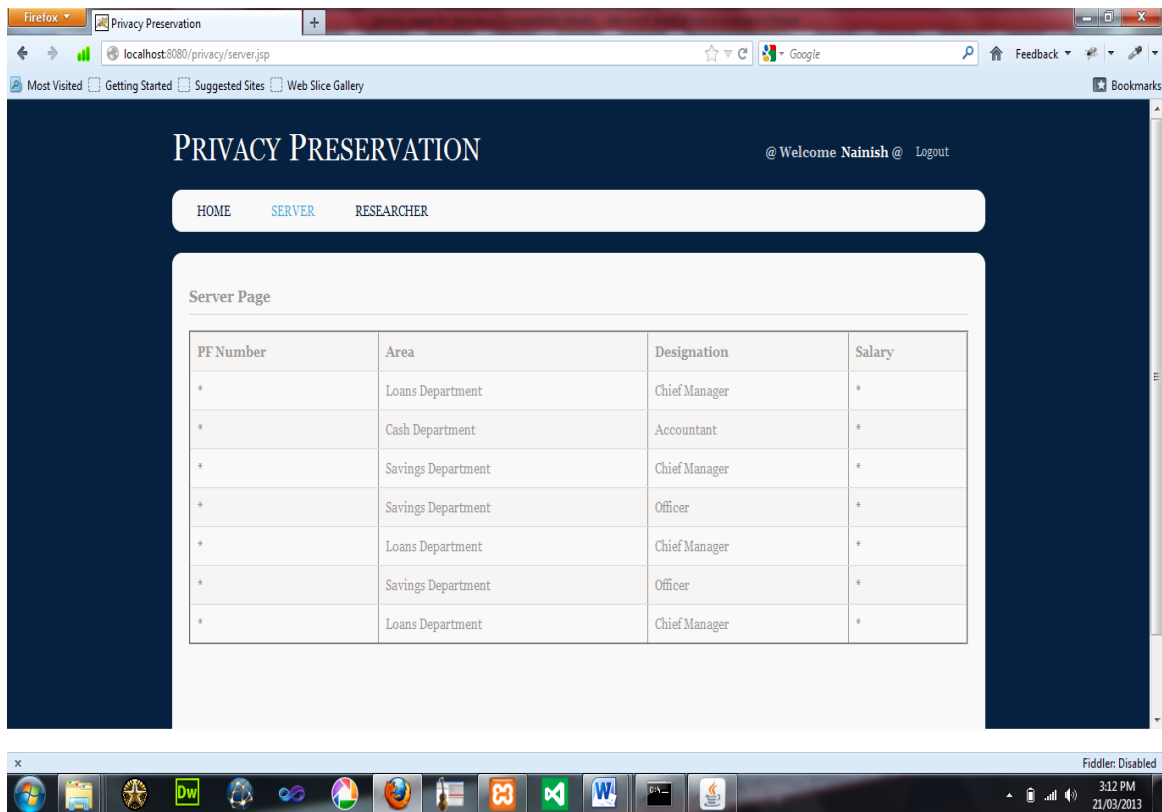 Firefox
Privacy Preservation
localhost:8080/privacy/server.jsp
Google
Feedback
Most Visited Getting Started Suggested Sites Web Slice Gallery
Bookmarks
PRIVACY PRESERVATION
@ Welcome Nainish @ Logout
HOME SERVER RESEARCHER
Server Page
PF Number Area Designation Salary
* Loans Department Chief Manager *
* Cash Department Accountant *
* Savings Department Chief Manager *
* Savings Department Officer *
* Loans Department Chief Manager *
* Savings Department Officer *
* Loans Department Chief Manager *
x
Fiddler: Disabled
Dw
W
C:\_
3:12 PM
21/03/2013